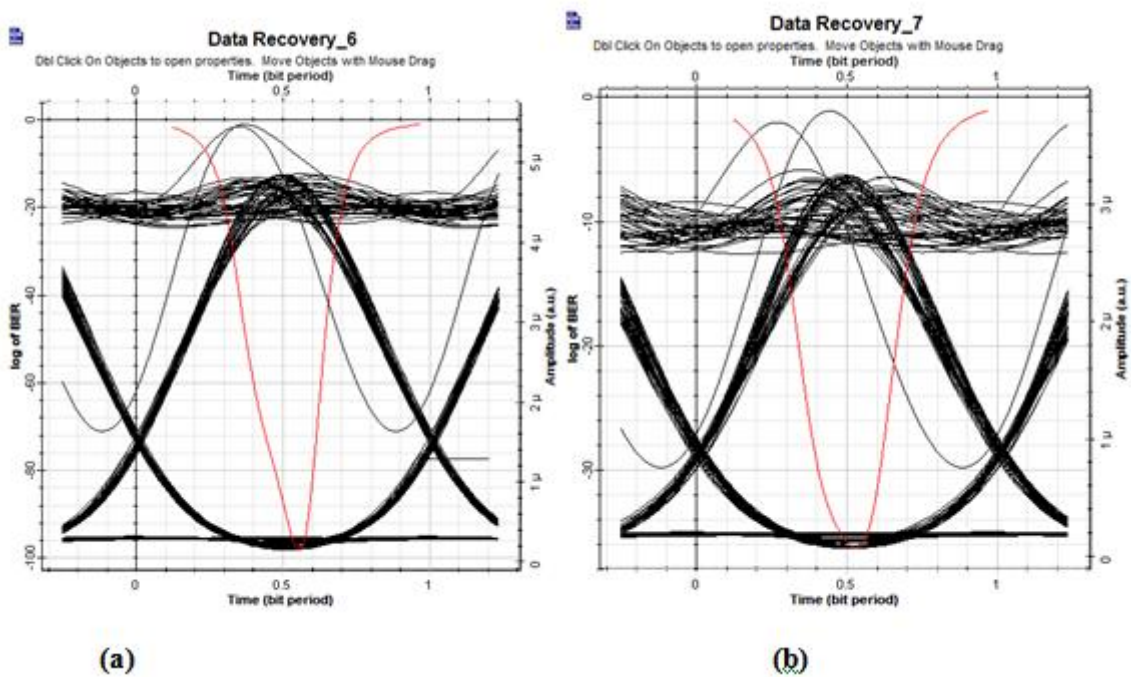 Data Recovery_6
Dbl Click On Objects to open properties. Move Objects with Mouse Drag
Time (bit period)
0 0.5 1
log of BER
0
-20
-40
-60
-80
-100
Amplitude (a.u.)
5 µ
4 µ
3 µ
2 µ
1 µ
0
0 0.5 1
Time (bit period)
(a)
Data Recovery_7
Dbl Click On Objects to open properties. Move Objects with Mouse Drag
Time (bit period)
0 0.5 1
log of BER
0
-10
-20
-30
Amplitude (a.u.)
3 µ
2 µ
1 µ
0
0 0.5 1
Time (bit period)
(b)